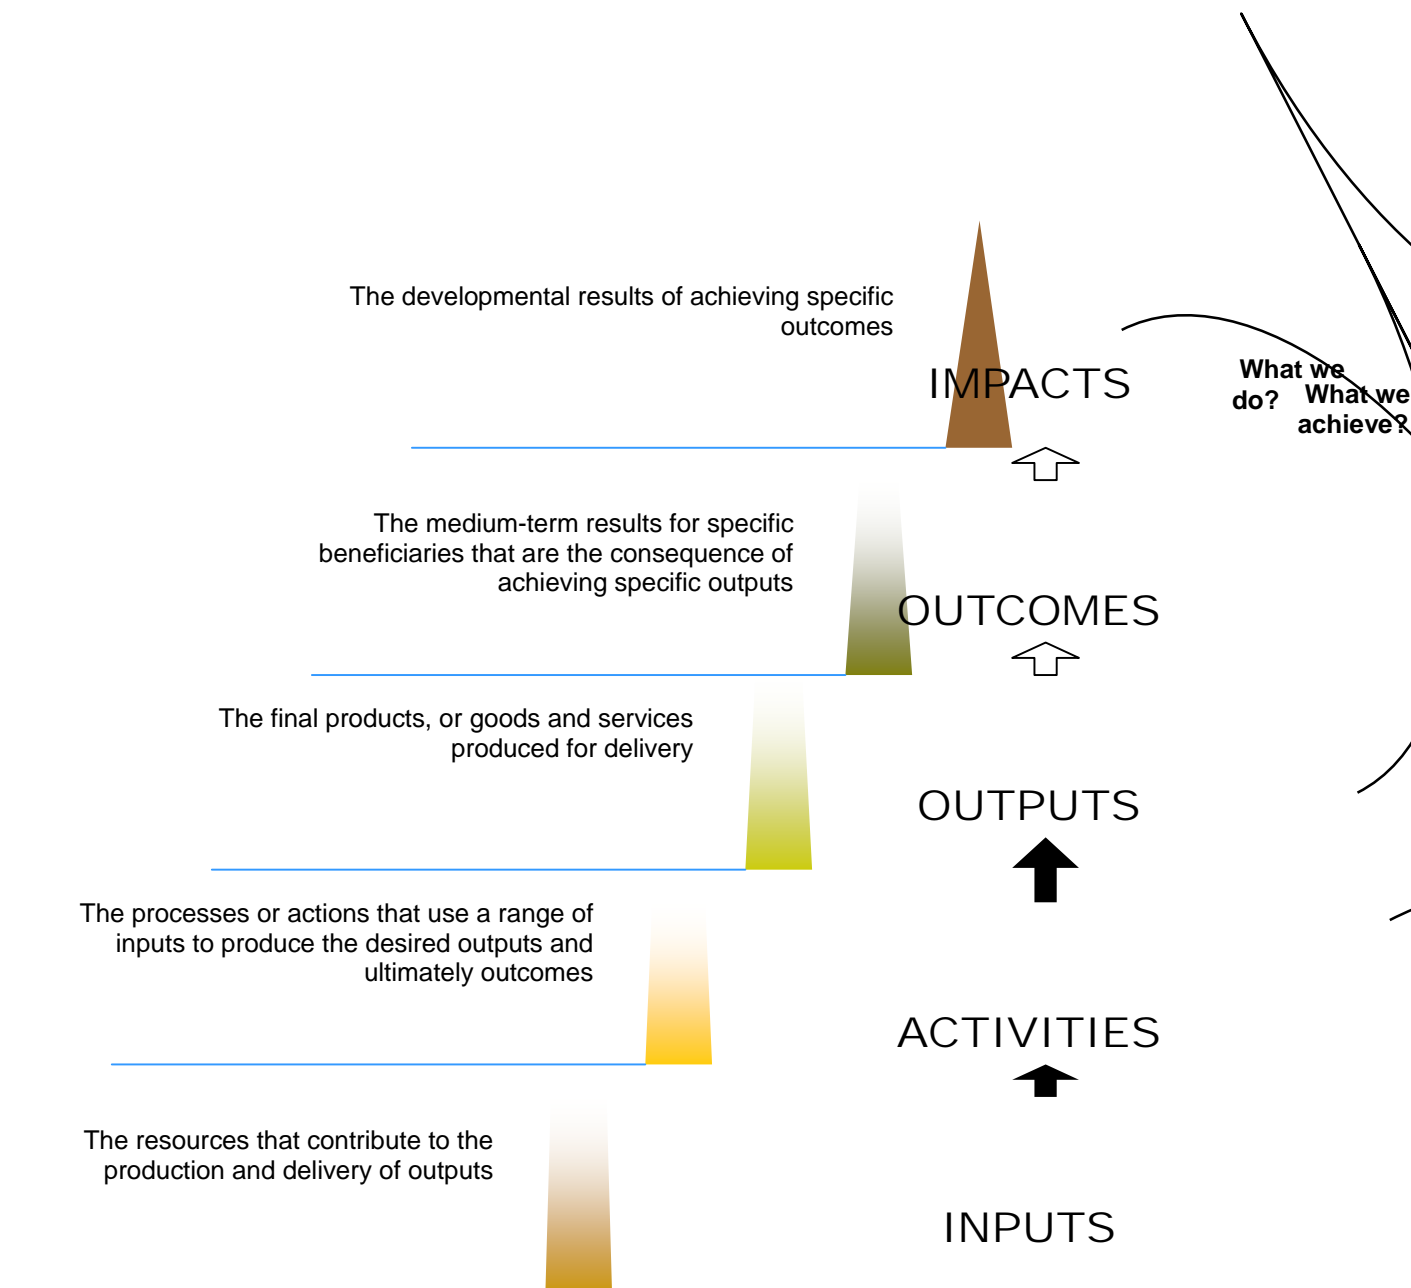 The developmental results of achieving specific
outcomes
IMPACTS
What we
do?
What we
achieve?
The medium-term results for specific
beneficiaries that are the consequence of
achieving specific outputs
OUTCOMES
The final products, or goods and services
produced for delivery
OUTPUTS
The processes or actions that use a range of
inputs to produce the desired outputs and
ultimately outcomes
ACTIVITIES
The resources that contribute to the
production and delivery of outputs
INPUTS